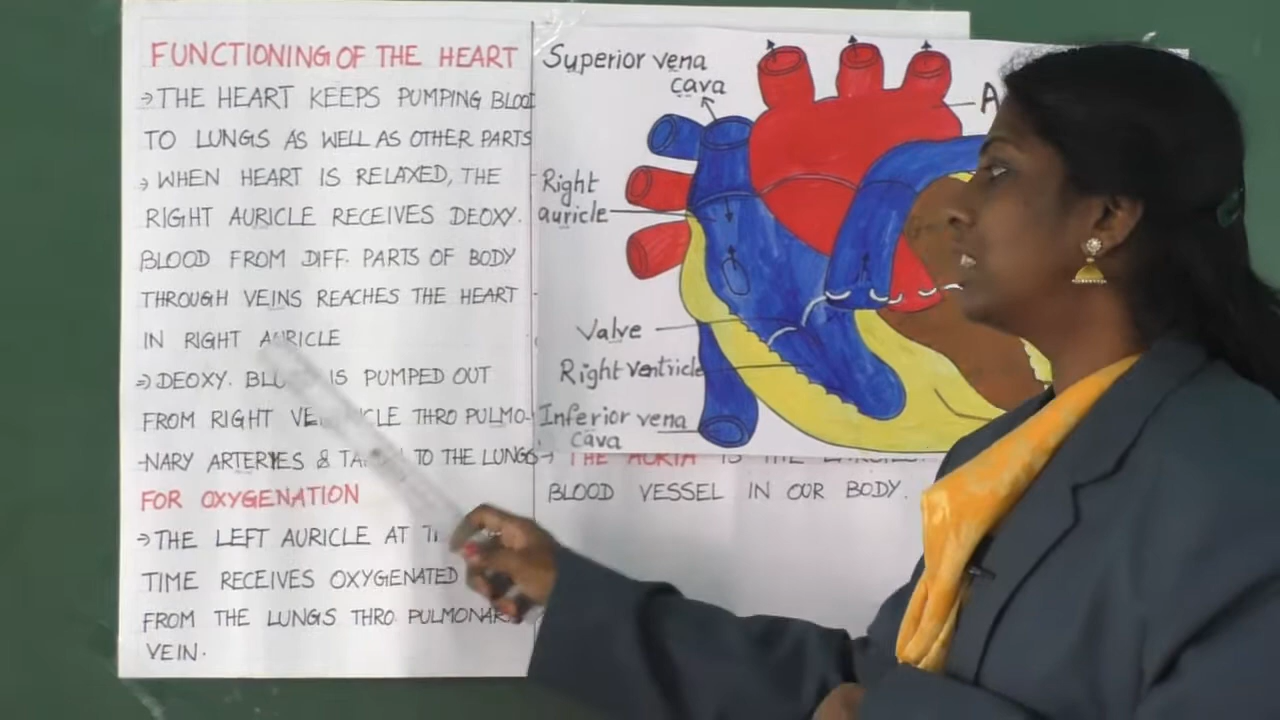 FUNCTIONING OF THE HEART
→ THE HEART KEEPS PUMPING BLOOD
TO LUNGS AS WELL AS OTHER PARTS
→ WHEN HEART IS RELAXED, THE
RIGHT AURICLE RECEIVES DEOXY.
BLOOD FROM DIFF. PARTS OF BODY
THROUGH VEINS REACHES THE HEART
IN RIGHT AURICLE
→ DEOXY. IS PUMPED OUT
FROM RIGHT THRO PULMO-
-NARY ARTERYES & TO THE LUNGS
FOR OXYGENATION
→ THE LEFT AURICLE AT
TIME RECEIVES OXYGENATED
FROM THE LUNGS THRO PULMONARY
VEIN.
Superior vena
cava
Right
auricle
Valve
Right ventricle
Inferior vena
cava
A
→ THE AORTA IS THE
BLOOD VESSEL IN OUR BODY.